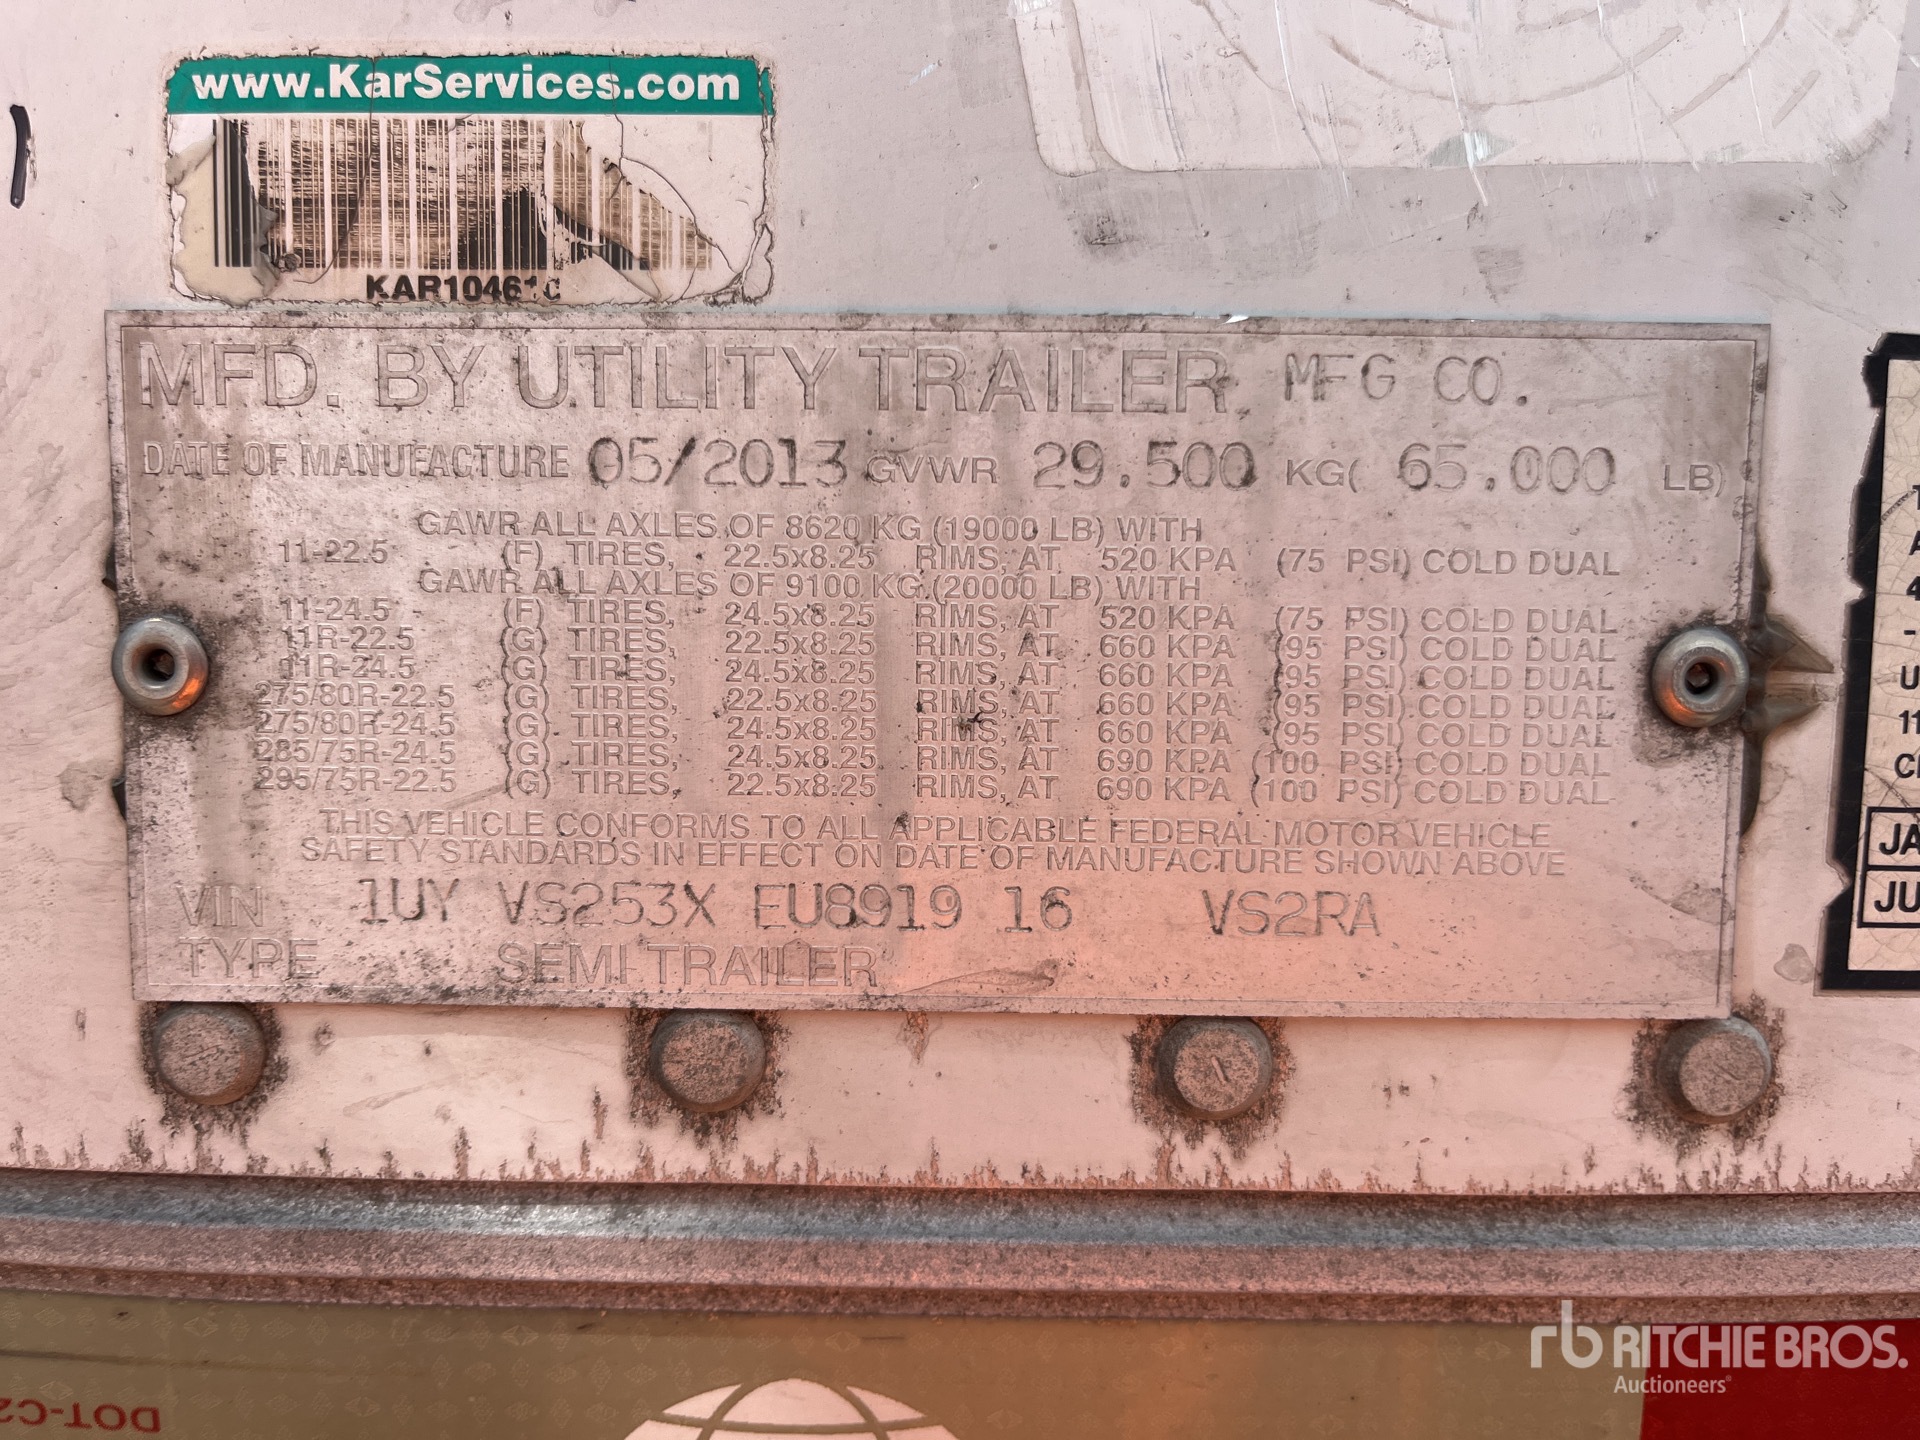 www.KarServices.com
KAR10461
MFD. BY UTILITY TRAILER MFG CO.
DATE OF MANUFACTURE 05/2013 GVWR 29.500 KG( 65.000 LB)
GAWR ALL AXLES OF 8620 KG (19000 LB) WITH
11-22.5 (F) TIRES, 22.5x8.25 RIMS, AT 520 KPA (75 PSI) COLD DUAL
GAWR ALL AXLES OF 9100 KG (20000 LB) WITH
11-24.5 (F) TIRES, 24.5x8.25 RIMS, AT 520 KPA (75 PSI) COLD DUAL
11R-22.5 (G) TIRES, 22.5x8.25 RIMS, AT 660 KPA (95 PSI) COLD DUAL
11R-24.5 (G) TIRES, 24.5x8.25 RIMS, AT 660 KPA (95 PSI) COLD DUAL
275/80R-22.5 (G) TIRES, 22.5x8.25 RIMS, AT 660 KPA (95 PSI) COLD DUAL
275/80R-24.5 (G) TIRES, 24.5x8.25 RIMS, AT 660 KPA (95 PSI) COLD DUAL
285/75R-24.5 (G) TIRES, 24.5x8.25 RIMS, AT 690 KPA (100 PSI) COLD DUAL
295/75R-22.5 (G) TIRES, 22.5x8.25 RIMS, AT 690 KPA (100 PSI) COLD DUAL
THIS VEHICLE CONFORMS TO ALL APPLICABLE FEDERAL MOTOR VEHICLE
SAFETY STANDARDS IN EFFECT ON DATE OF MANUFACTURE SHOWN ABOVE
VIN 1UY VS253X EU8919 16 VS2RA
TYPE SEMI TRAILER
JA
JU
DOT-C2
rb RITCHIE BROS.
Auctioneers